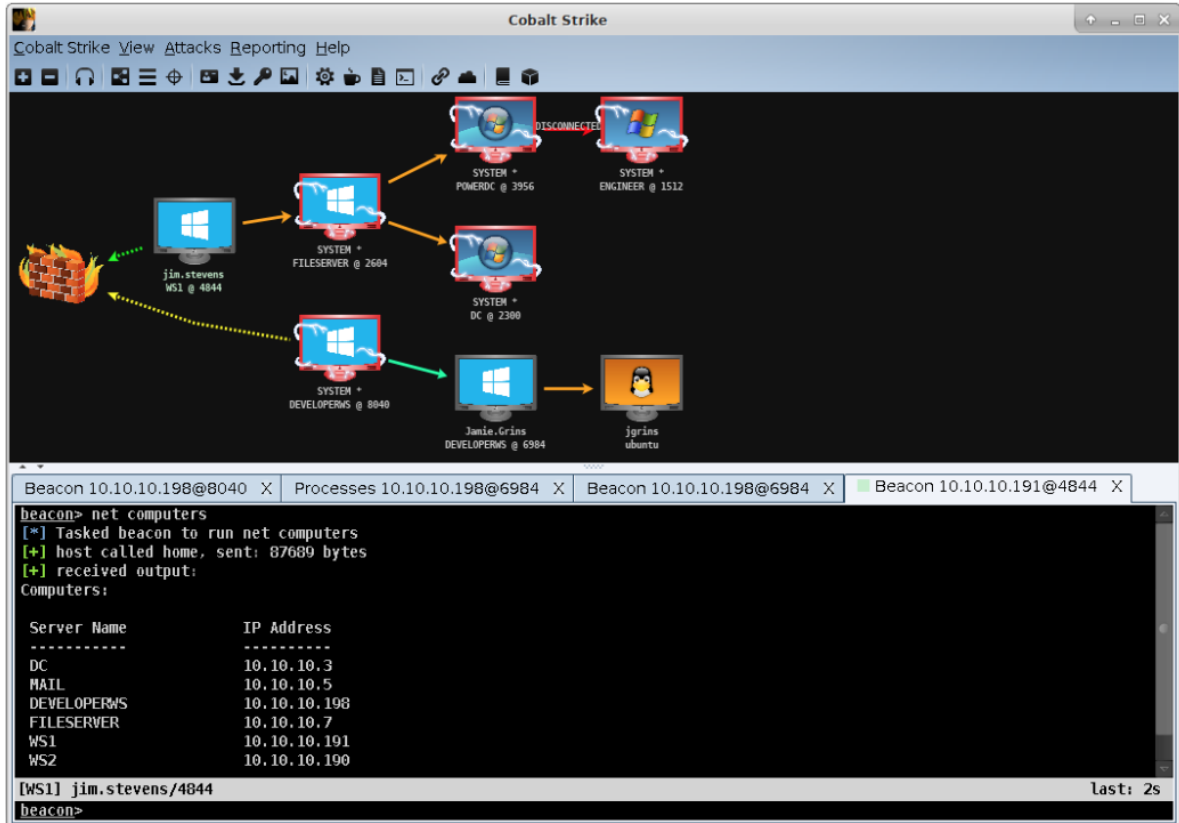 Cobalt Strike
Cobalt Strike View Attacks Reporting Help
DISCONNECTED
SYSTEM *
POWERDC @ 3956
SYSTEM *
ENGINEER @ 1512
SYSTEM *
FILESERVER @ 2604
jim.stevens
WS1 @ 4844
SYSTEM *
DC @ 2300
SYSTEM *
DEVELOPERWS @ 8040
Jamie.Grins
DEVELOPERWS @ 6984
jgrins
ubuntu
Beacon 10.10.10.198@8040 X
Processes 10.10.10.198@6984 X
Beacon 10.10.10.198@6984 X
Beacon 10.10.10.191@4844 X
beacon> net computers
[*] Tasked beacon to run net computers
[+] host called home, sent: 87689 bytes
[+] received output:
Computers:
Server Name IP Address
----------- ----------
DC 10.10.10.3
MAIL 10.10.10.5
DEVELOPERWS 10.10.10.198
FILESERVER 10.10.10.7
WS1 10.10.10.191
WS2 10.10.10.190
[WS1] jim.stevens/4844 last: 2s
beacon>